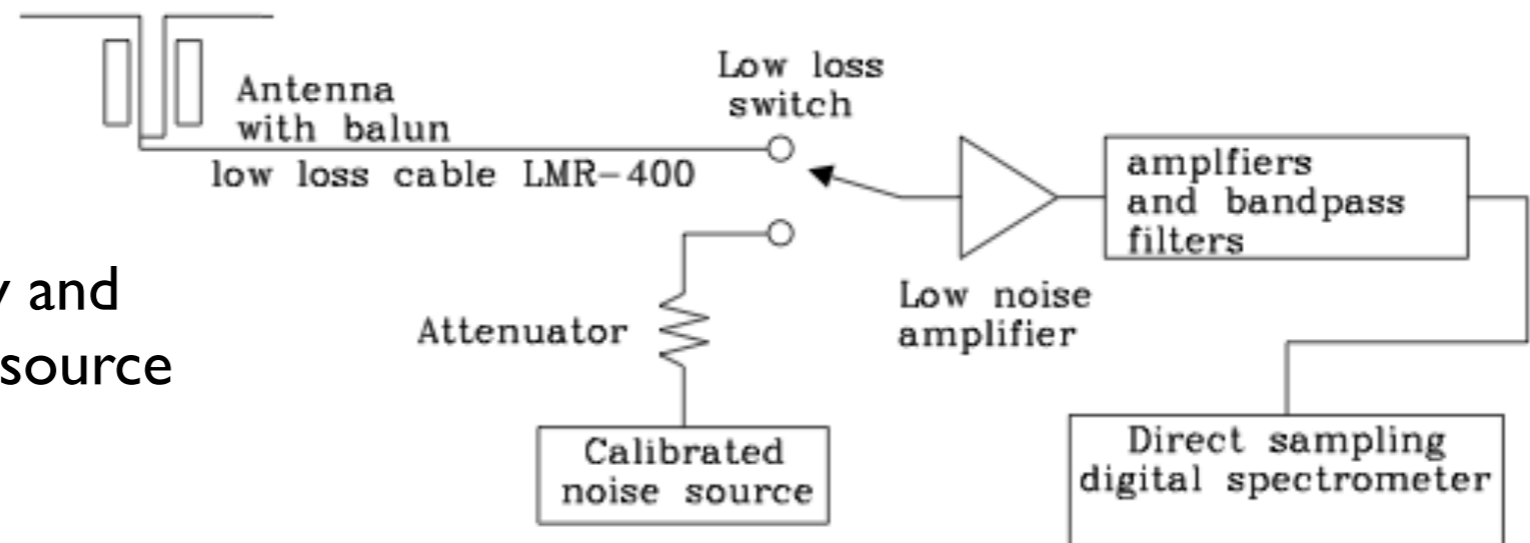 Antenna
with balun
low loss cable LMR-400
Low loss
switch
amplfiers
and bandpass
filters
Low noise
amplifier
y and
source
Attenuator
Calibrated
noise source
Direct sampling
digital spectrometer